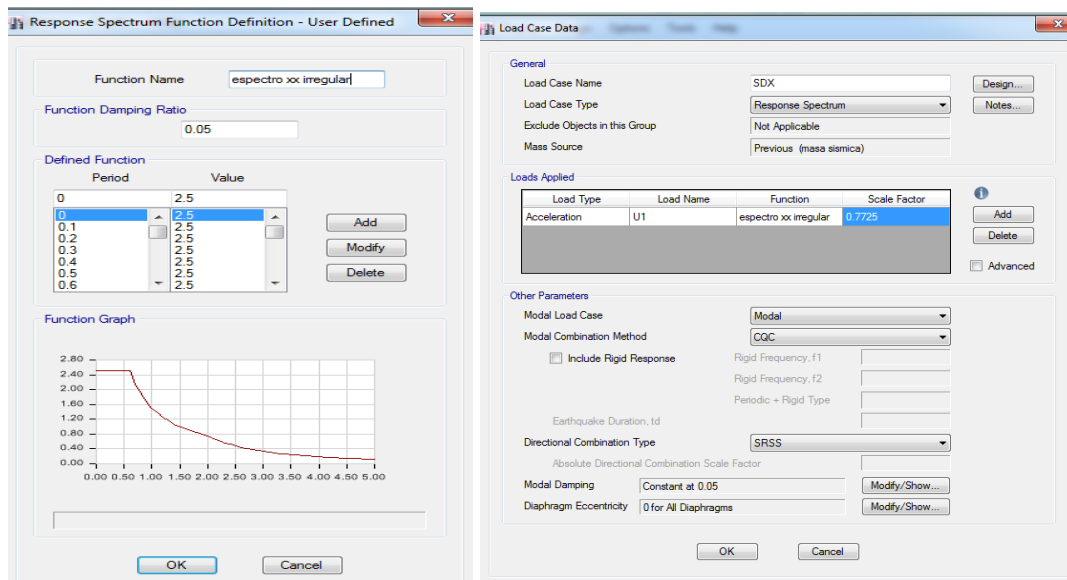 Response Spectrum Function Definition - User Defined
Function Name espectro xx irregular
Function Damping Ratio
0.05
Defined Function
Period Value
0 2.5
0 2.5
0.1 2.5
0.2 2.5
0.3 2.5
0.4 2.5
0.5 2.5
0.6 2.5
Add
Modify
Delete
Function Graph
2.80
2.40
2.00
1.60
1.20
0.80
0.40
0.00
0.00 0.50 1.00 1.50 2.00 2.50 3.00 3.50 4.00 4.50 5.00
OK Cancel
Load Case Data
General
Load Case Name SDX Design...
Load Case Type Response Spectrum Notes...
Exclude Objects in this Group Not Applicable
Mass Source Previous (masa sismica)
Loads Applied
Load Type Load Name Function Scale Factor
Acceleration U1 espectro xx irregular 0.7725
Add
Delete
Advanced
Other Parameters
Modal Load Case Modal
Modal Combination Method CQC
Include Rigid Response Rigid Frequency, f1
Rigid Frequency, f2
Periodic + Rigid Type
Earthquake Duration, td
Directional Combination Type SRSS
Absolute Directional Combination Scale Factor
Modal Damping Constant at 0.05 Modify/Show...
Diaphragm Eccentricity 0 for All Diaphragms Modify/Show...
OK Cancel